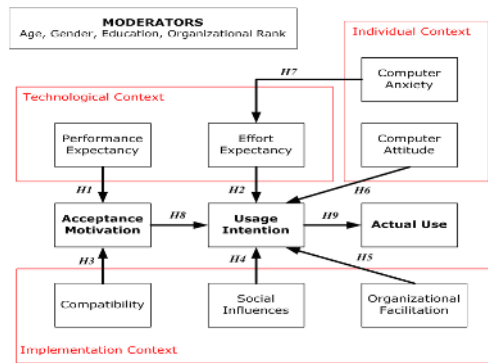 MODERATORS
Age, Gender, Education, Organizational Rank
Individual Context
H7
Computer
Anxiety
Technological Context
Performance
Expectancy
Effort
Expectancy
Computer
Attitude
H1
H2
H6
Acceptance
Motivation
H8
Usage
Intention
H9
Actual Use
H3
H4
H5
Compatibility
Social
Influences
Organizational
Facilitation
Implementation Context